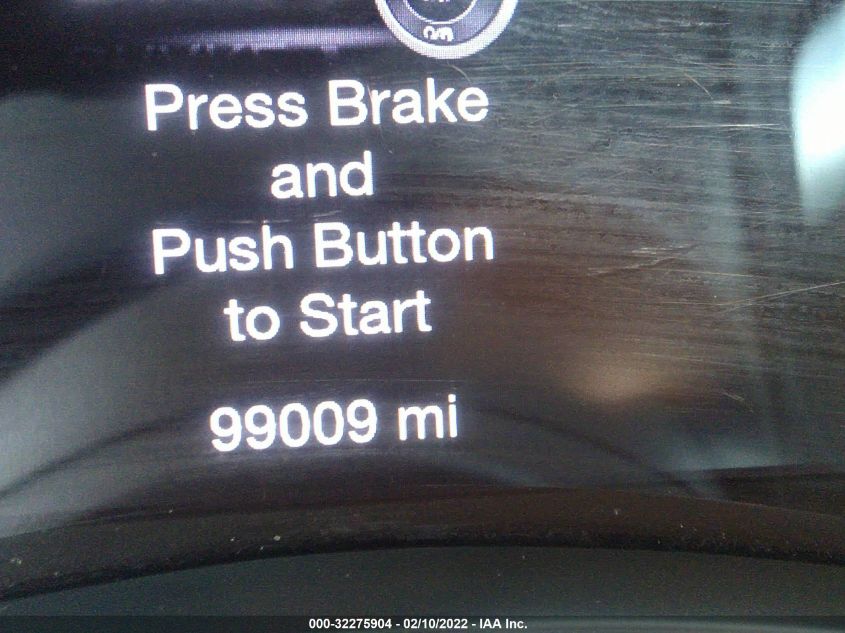 Press Brake
and
Push Button
to Start
99009 mi
000-32275904 - 02/10/2022 - IAA Inc.